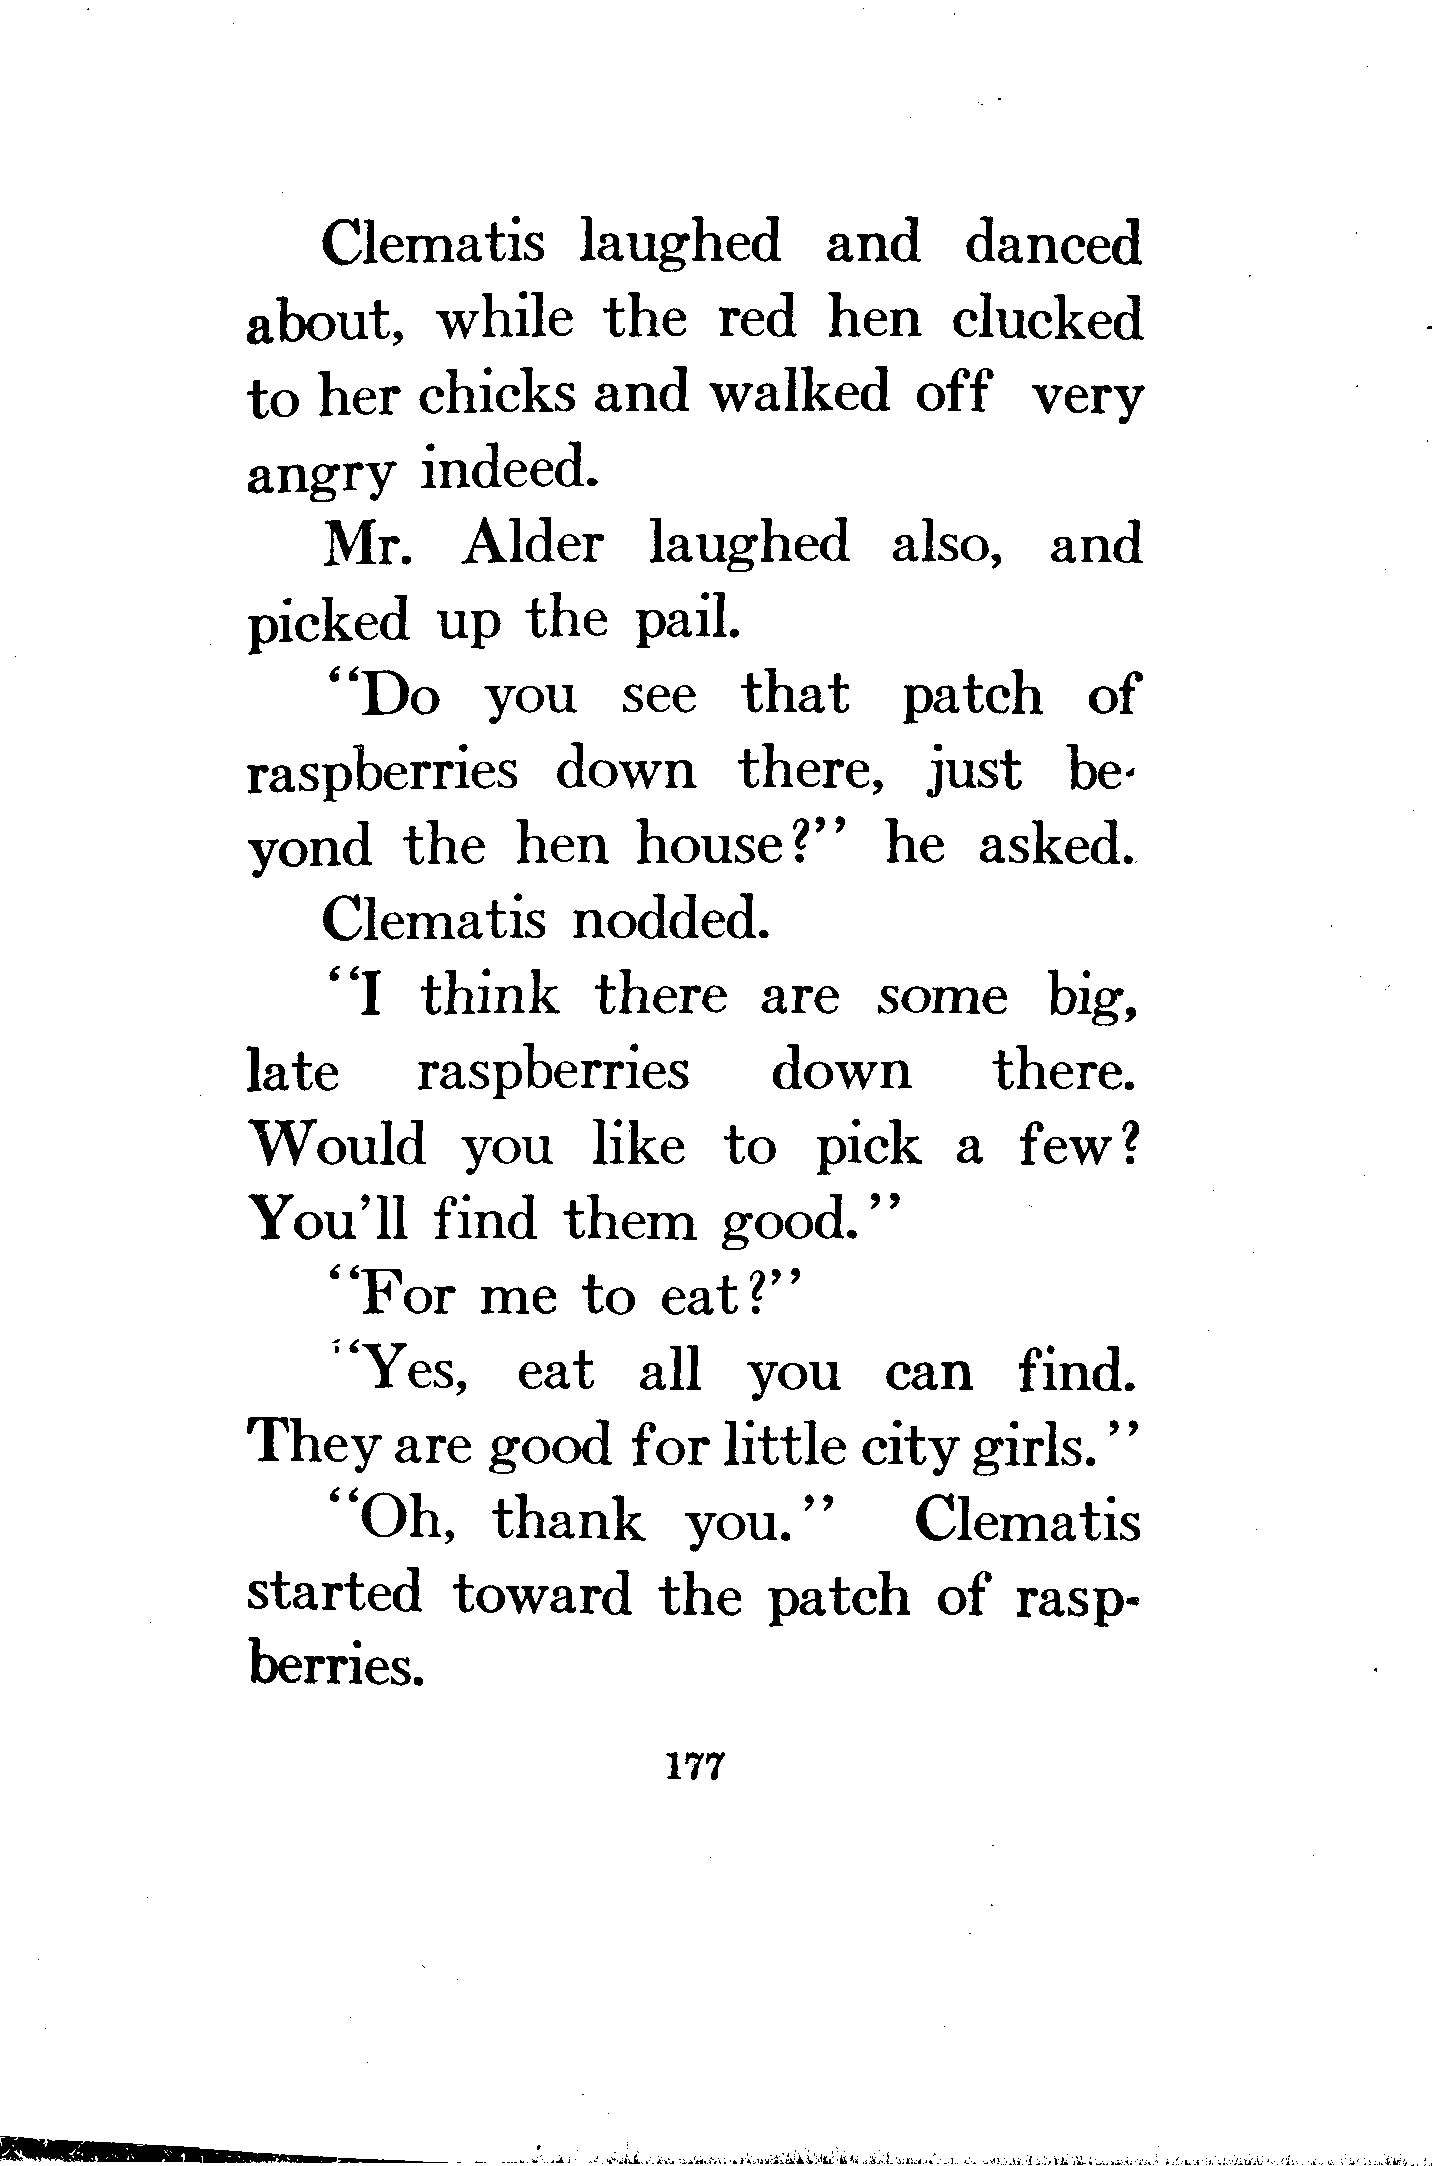 Clematis laughed and danced
about, while the red hen clucked
to her chicks and walked off very
angry indeed.
Mr. Alder laughed also, and
picked up the pail.
"Do you see that patch of
raspberries down there, just be-
yond the hen house?" he asked.
Clematis nodded.
"I think there are some big,
late raspberries down there.
Would you like to pick a few?
You'll find them good."
"For me to eat?"
"Yes, eat all you can find.
They are good for little city girls."
"Oh, thank you." Clematis
started toward the patch of rasp-
berries.
177